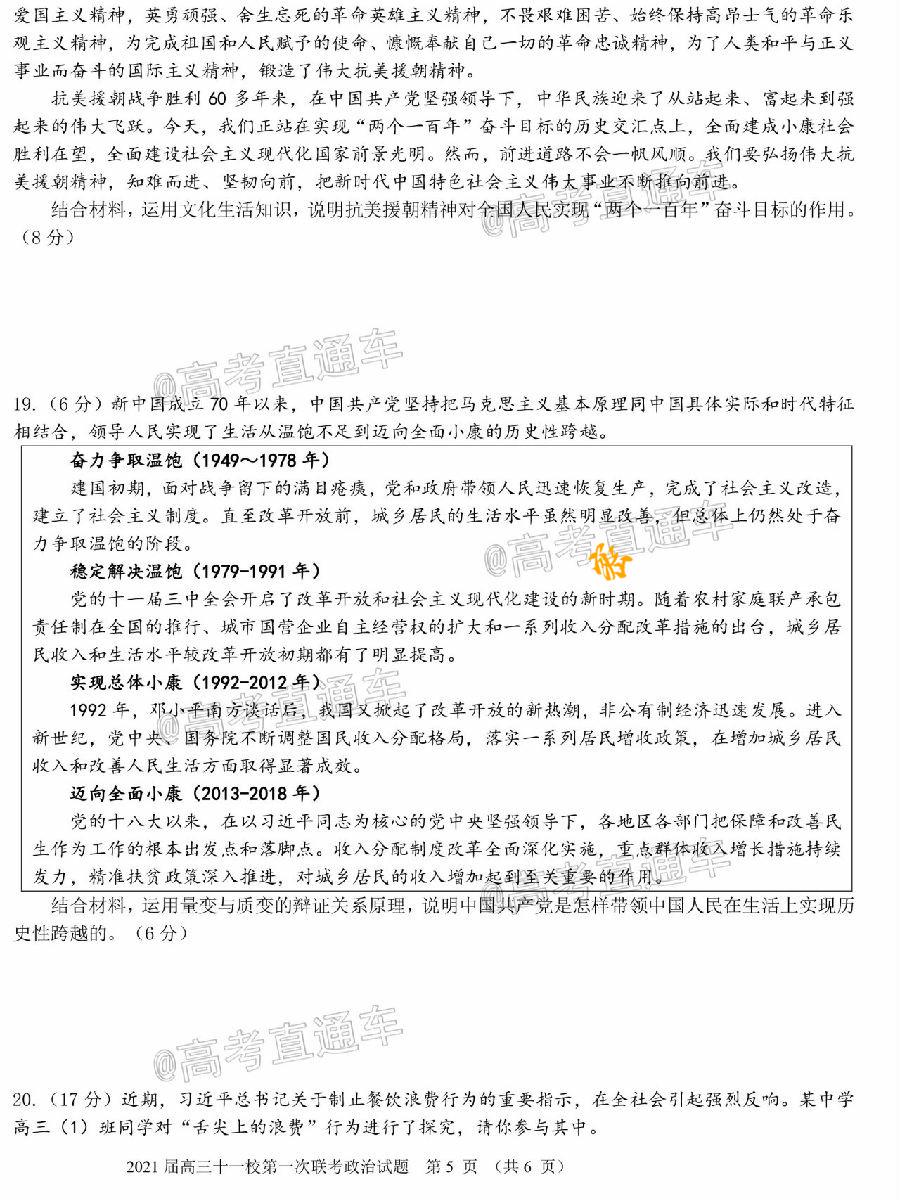 爱国主义精神，英勇顽强、舍生忘死的革命英雄主义精神，不畏艰难困苦、始终保持高昂士气的革命乐
观主义精神，为完成祖国和人民赋予的使命、慷慨奉献自己一切的革命忠诚精神，为了人类和平与正义
事业而奋斗的国际主义精神，锻造了伟大抗美援朝精神。
抗美援朝战争胜利 60 多年来，在中国共产党坚强领导下，中华民族迎来了从站起来、富起来到强
起来的伟大飞跃。今天，我们正站在实现“两个一百年”奋斗目标的历史交汇点上，全面建成小康社会
胜利在望，全面建设社会主义现代化国家前景光明。然而，前进道路不会一帆风顺。我们要弘扬伟大抗
美援朝精神，知难而进、坚韧向前，把新时代中国特色社会主义伟大事业不断推向前进。
结合材料，运用文化生活知识，说明抗美援朝精神对全国人民实现“两个一百年”奋斗目标的作用。
（8 分）
@高考直通车
@高考直通车
19.（6 分）新中国成立 70 年以来，中国共产党坚持把马克思主义基本原理同中国具体实际和时代特征
相结合，领导人民实现了生活从温饱不足到迈向全面小康的历史性跨越。
奋力争取温饱（1949～1978 年）
建国初期，面对战争留下的满目疮痍，党和政府带领人民迅速恢复生产，完成了社会主义改造，
建立了社会主义制度。直至改革开放前，城乡居民的生活水平虽然明显改善，但总体上仍然处于奋
力争取温饱的阶段。
@高考直通车
稳定解决温饱（1979-1991 年）
党的十一届三中全会开启了改革开放和社会主义现代化建设的新时期。随着农村家庭联产承包
责任制在全国的推行、城市国营企业自主经营权的扩大和一系列收入分配改革措施的出台，城乡居
民收入和生活水平较改革开放初期都有了明显提高。
实现总体小康（1992-2012 年）
@高考直通车
1992 年，邓小平南方谈话后，我国又掀起了改革开放的新热潮，非公有制经济迅速发展。进入
新世纪，党中央、国务院不断调整国民收入分配格局，落实一系列居民增收政策，在增加城乡居民
收入和改善人民生活方面取得显著成效。
迈向全面小康（2013-2018 年）
党的十八大以来，在以习近平同志为核心的党中央坚强领导下，各地区各部门把保障和改善民
生作为工作的根本出发点和落脚点。收入分配制度改革全面深化实施，重点群体收入增长措施持续
发力，精准扶贫政策深入推进，对城乡居民的收入增加起到至关重要的作用。
@高考直通车
结合材料，运用量变与质变的辩证关系原理，说明中国共产党是怎样带领中国人民在生活上实现历
史性跨越的。（6 分）
@高考直通车
20.（17 分）近期，习近平总书记关于制止餐饮浪费行为的重要指示，在全社会引起强烈反响。某中学
高三（1）班同学对“舌尖上的浪费”行为进行了探究，请你参与其中。
2021 届高三十一校第一次联考政治试题 第 5 页 （共 6 页）